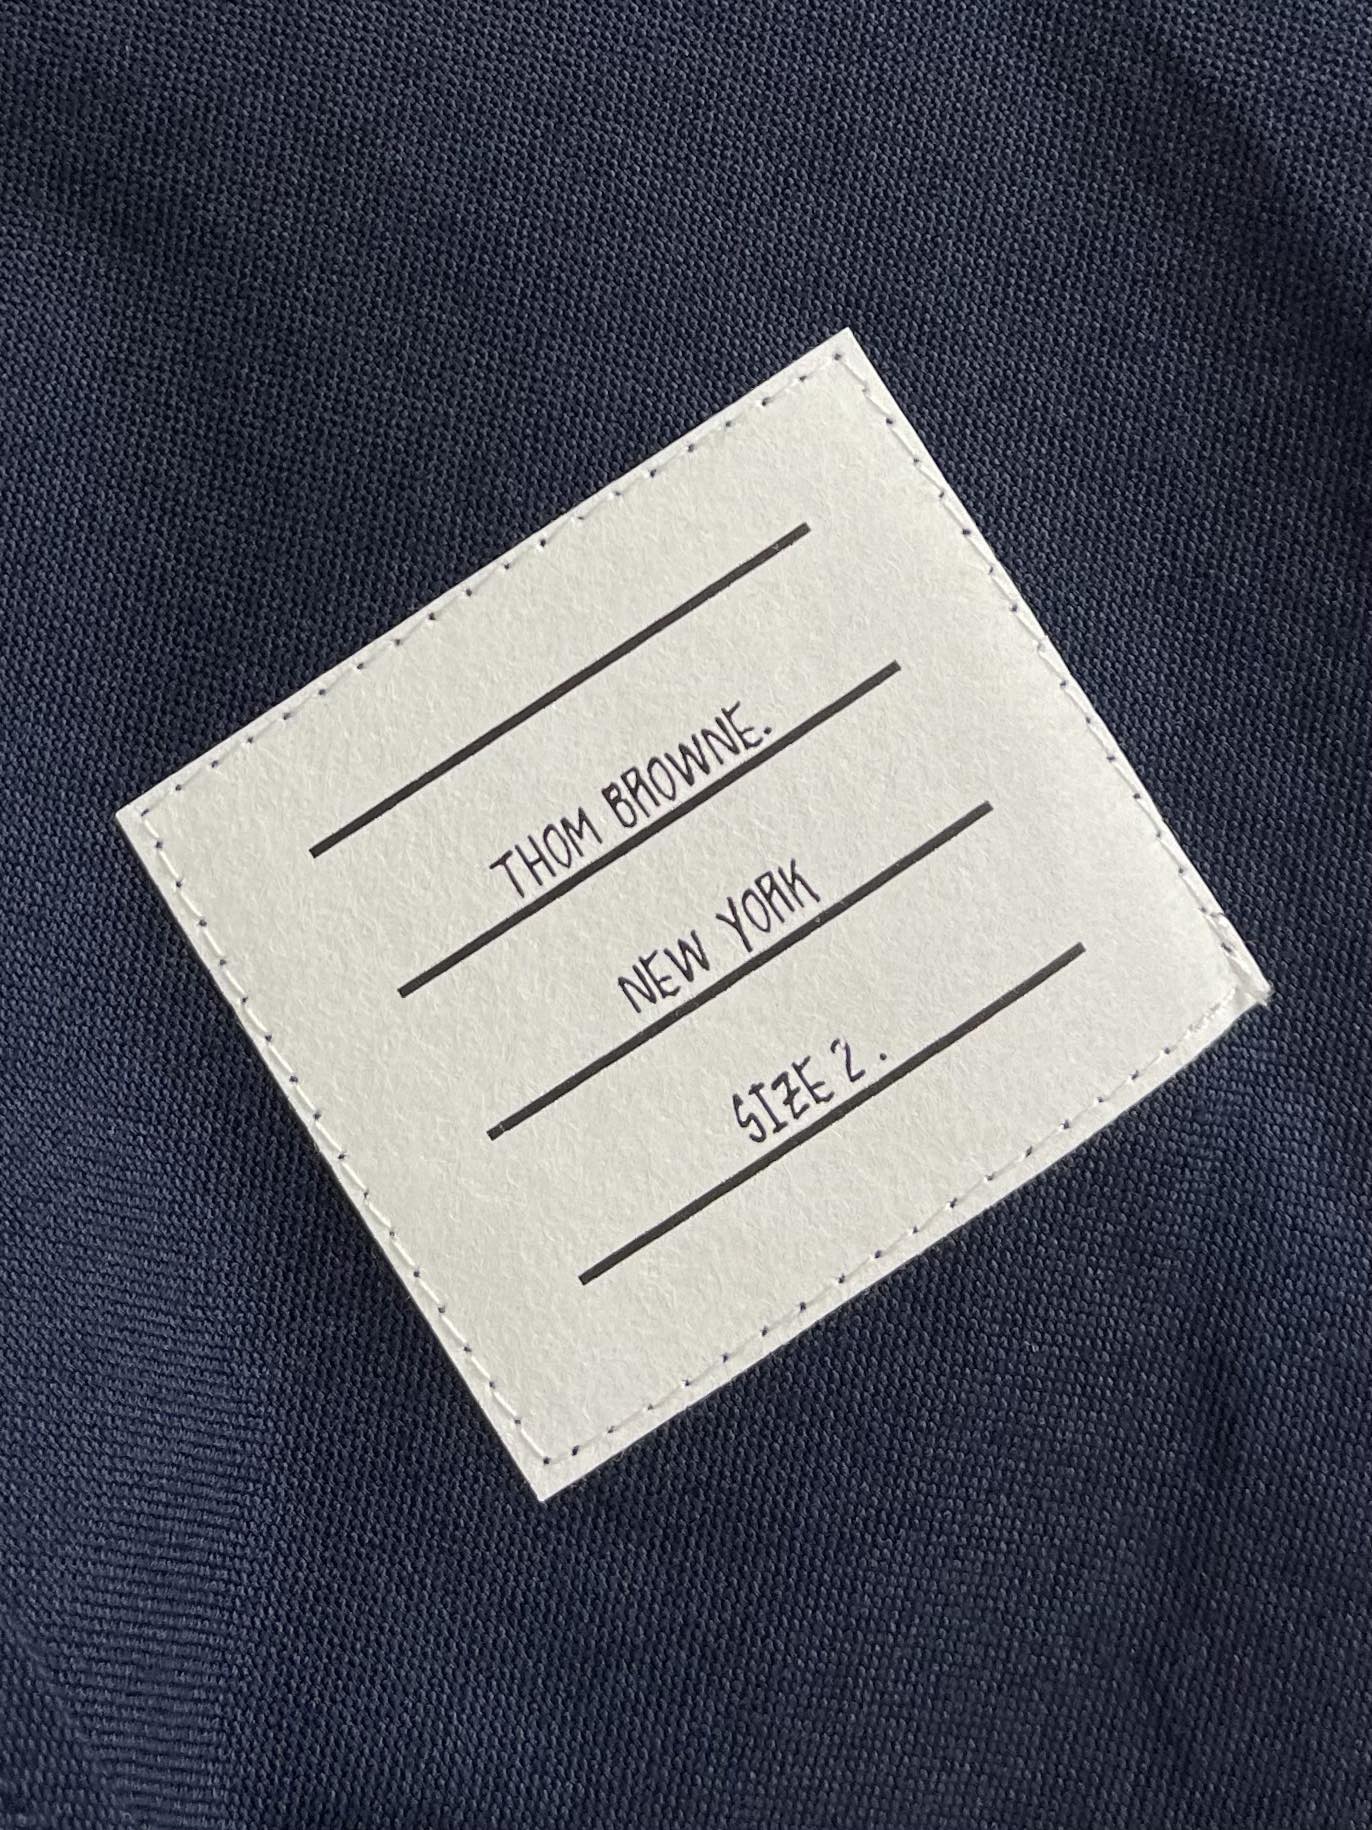 THOM BROWNE.
NEW YORK
SIZE 2.